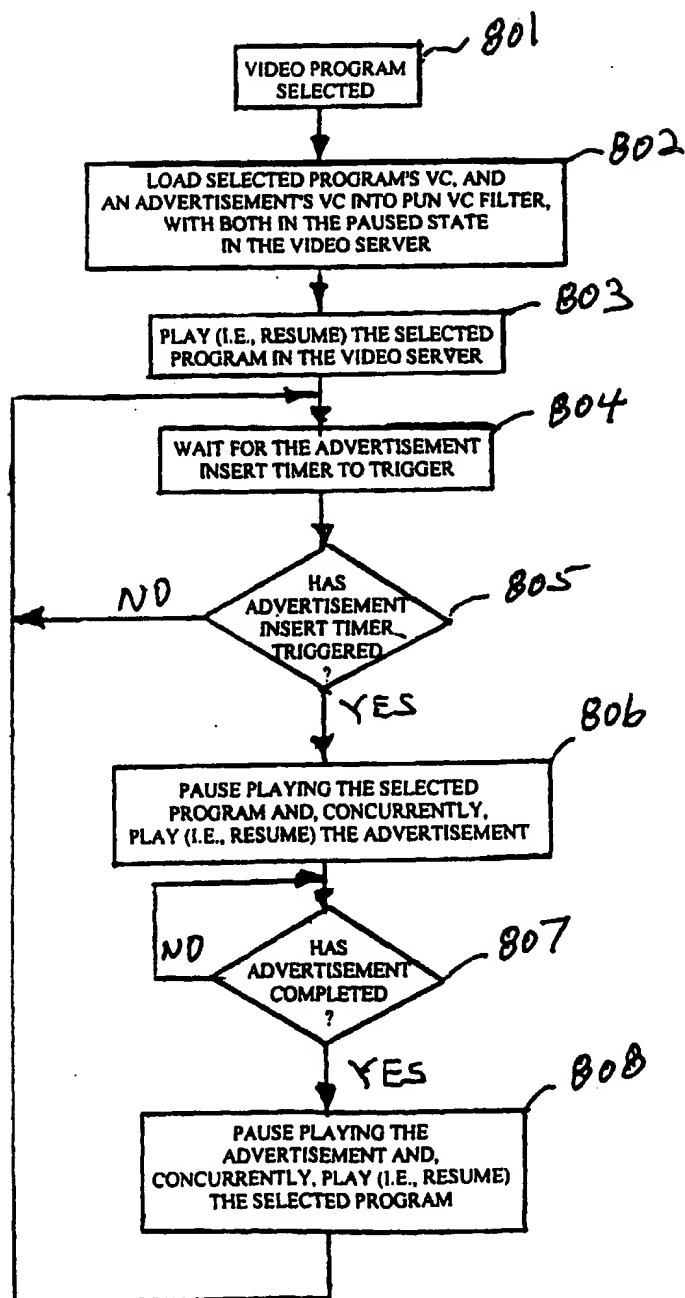 801
VIDEO PROGRAM
SELECTED
802
LOAD SELECTED PROGRAM'S VC, AND
AN ADVERTISEMENT'S VC INTO PUN VC FILTER,
WITH BOTH IN THE PAUSED STATE
IN THE VIDEO SERVER
803
PLAY (I.E., RESUME) THE SELECTED
PROGRAM IN THE VIDEO SERVER
804
WAIT FOR THE ADVERTISEMENT
INSERT TIMER TO TRIGGER
805
NO
HAS
ADVERTISEMENT
INSERT TIMER
TRIGGERED
?
YES
806
PAUSE PLAYING THE SELECTED
PROGRAM AND, CONCURRENTLY,
PLAY (I.E., RESUME) THE ADVERTISEMENT
807
NO
HAS
ADVERTISEMENT
COMPLETED
?
YES
808
PAUSE PLAYING THE
ADVERTISEMENT AND,
CONCURRENTLY, PLAY (I.E., RESUME)
THE SELECTED PROGRAM